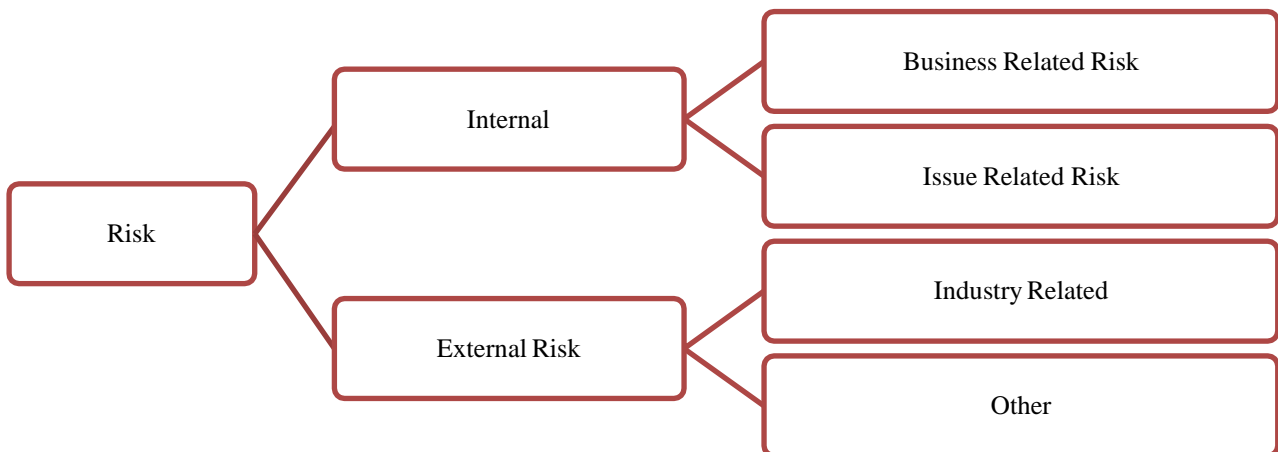 Risk
Internal
Business Related Risk
Issue Related Risk
External Risk
Industry Related
Other